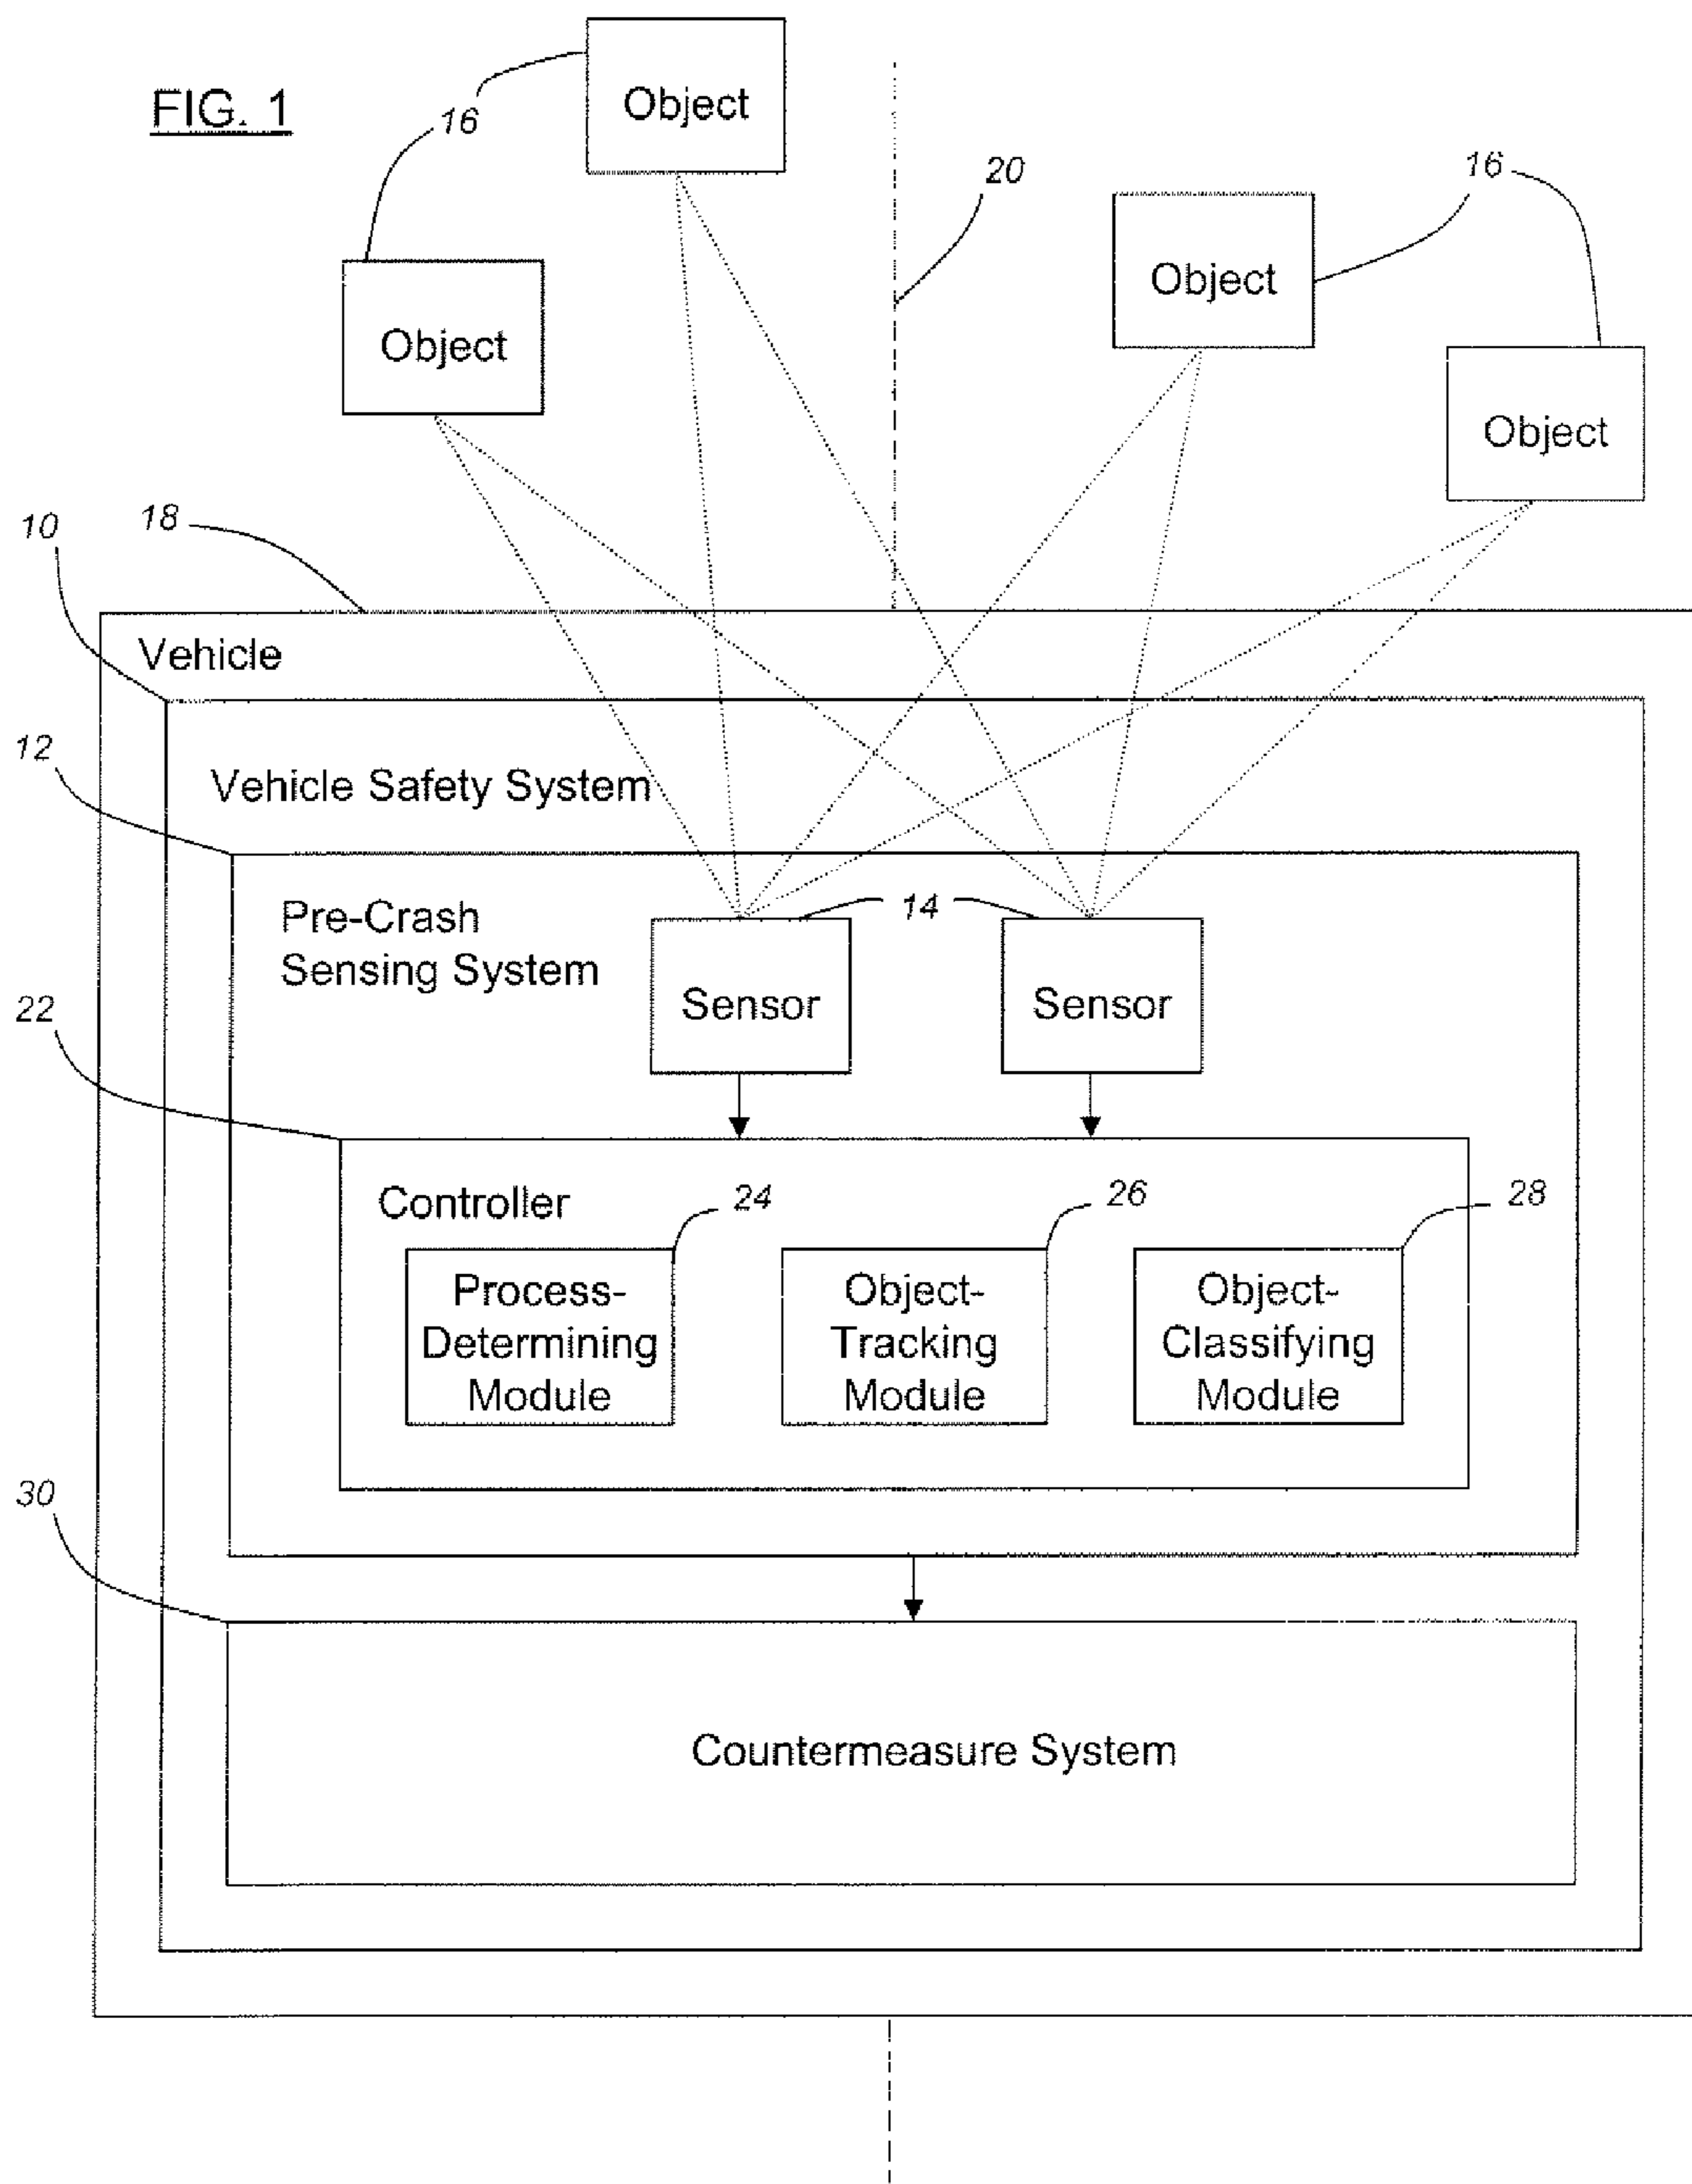 FIG. 1
16
Object
20
16
Object
Object
Object
10
18
Vehicle
12
Vehicle Safety System
14
Pre-Crash
Sensing System
22
Sensor
Sensor
Controller
24
26
28
Process-
Determining
Module
Object-
Tracking
Module
Object-
Classifying
Module
30
Countermeasure System